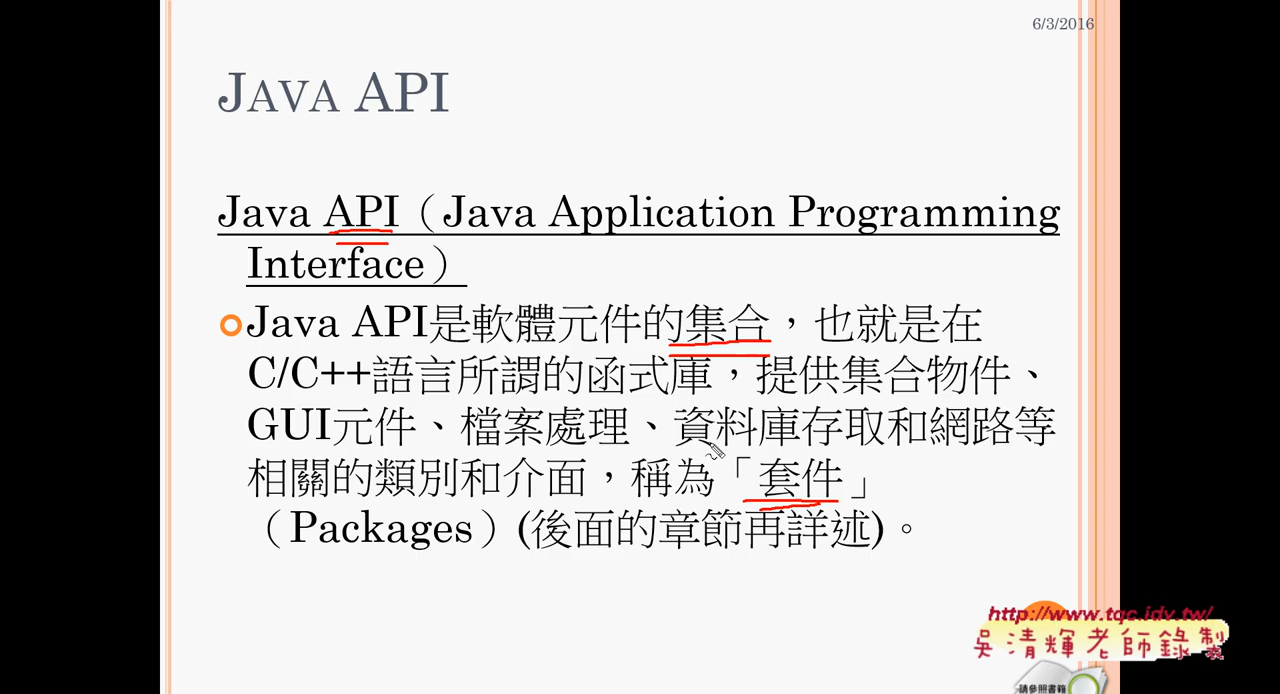 6/3/2016
JAVA API
Java API（Java Application Programming
Interface）
Java API是軟體元件的集合，也就是在
C/C++語言所謂的函式庫，提供集合物件、
GUI元件、檔案處理、資料庫存取和網路等
相關的類別和介面，稱為「套件」
（Packages）(後面的章節再詳述)。
http://www.tqc.idv.tw/
吳清輝老師錄製
請參照書籍